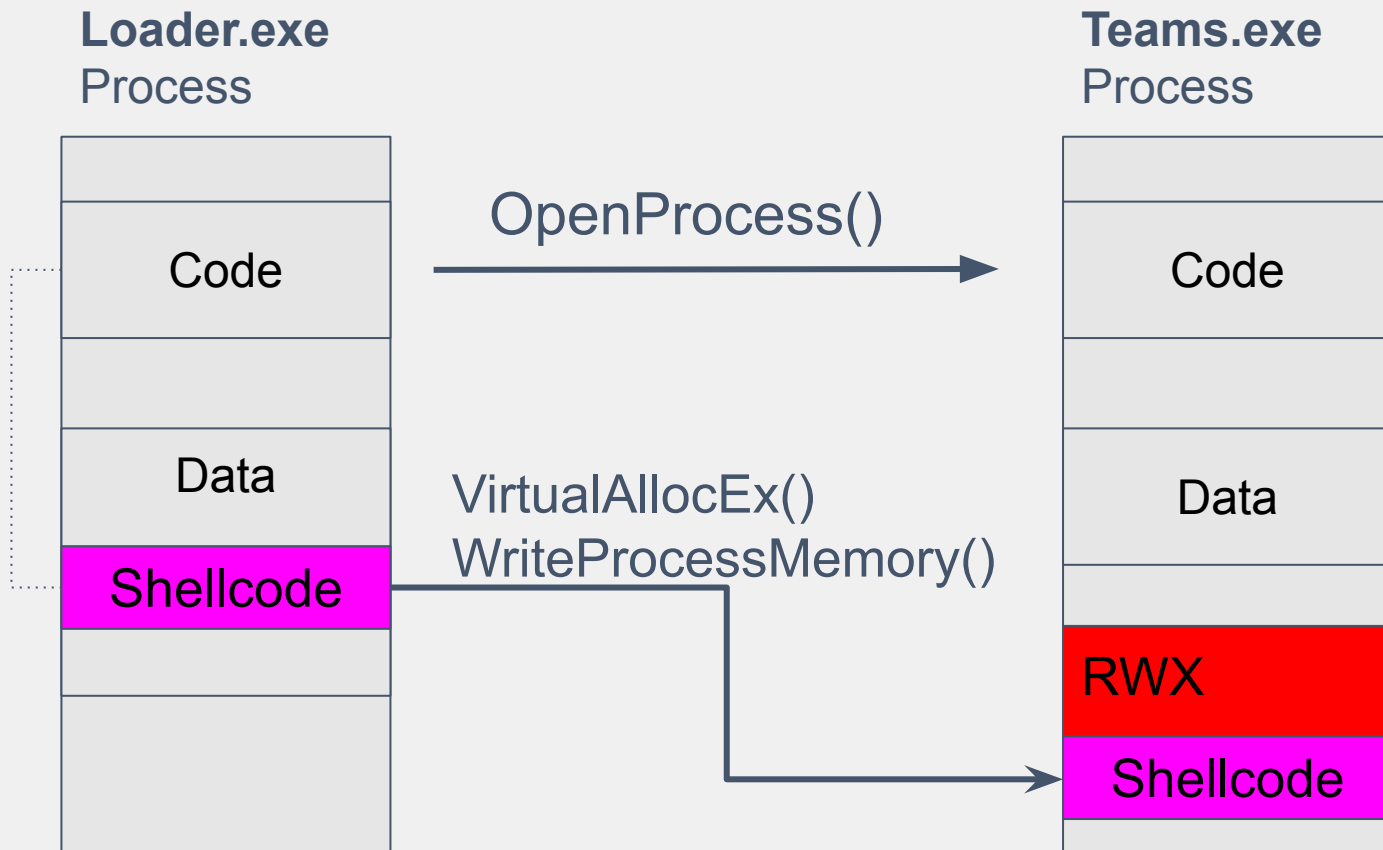 Loader.exe
Process
Teams.exe
Process
OpenProcess()
Code
Code
Data
VirtualAllocEx()
WriteProcessMemory()
Data
Shellcode
RWX
Shellcode